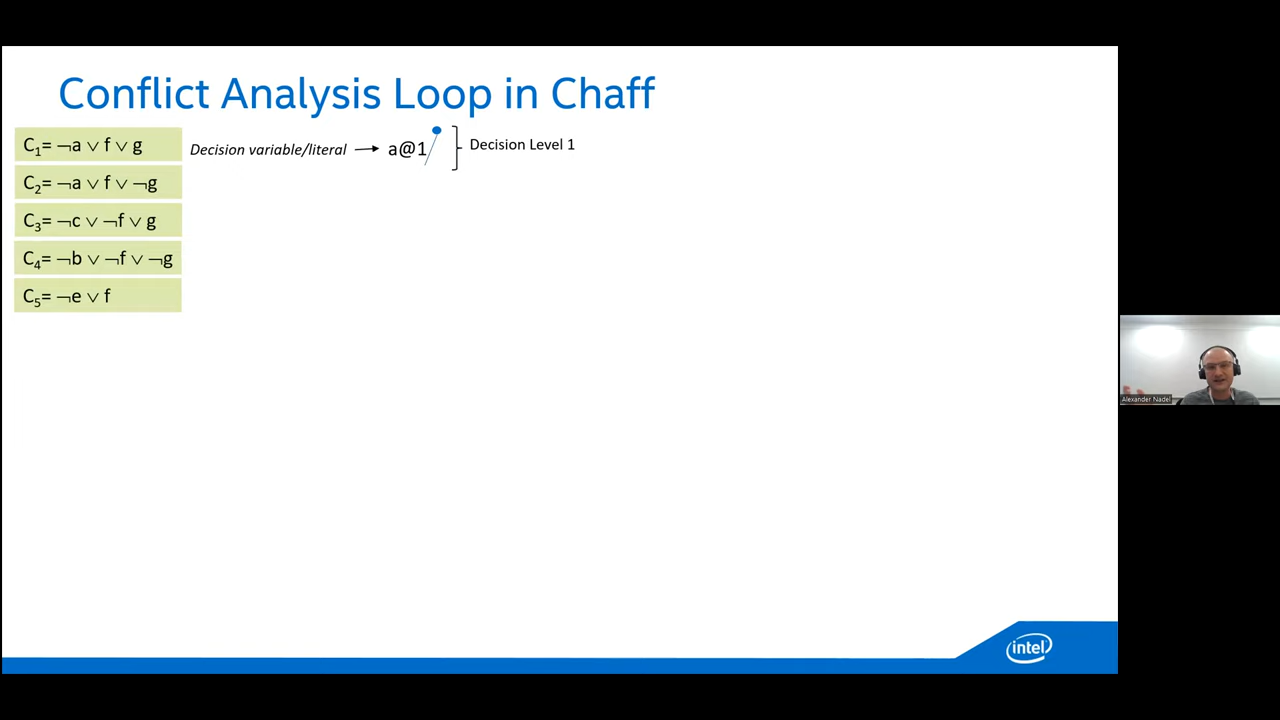 Conflict Analysis Loop in Chaff
C1= ¬a ∨ f ∨ g
Decision variable/literal → a@1
Decision Level 1
C2= ¬a ∨ f ∨ ¬g
C3= ¬c ∨ ¬f ∨ g
C4= ¬b ∨ ¬f ∨ ¬g
C5= ¬e ∨ f
Alexander Nadel
intel